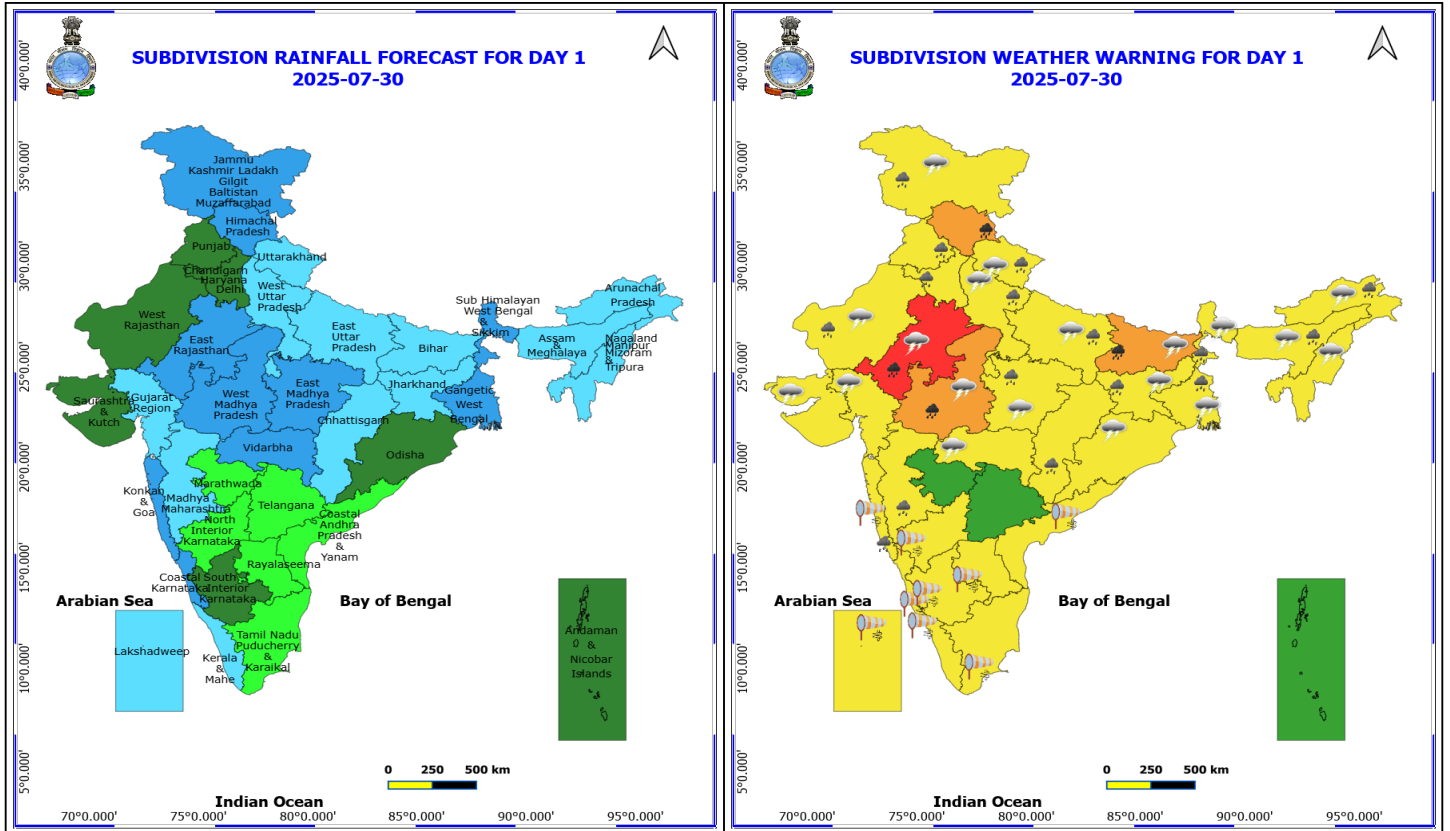 SUBDIVISION RAINFALL FORECAST FOR DAY 1
2025-07-30
40°0.000'
35°0.000'
30°0.000'
25°0.000'
20°0.000'
15°0.000'
10°0.000'
5°0.000'
Jammu
Kashmir Ladakh
Gilgit
Baltistan
Muzaffarabad
Himachal
Pradesh
Punjab
Uttarakhand
Chandigarh
Haryana
Delhi
West
Uttar
Pradesh
West
Rajasthan
East
Rajasthan
East
Uttar
Pradesh
Bihar
Sub Himalayan
West Bengal
&
Sikkim
Arunachal
Pradesh
Assam
&
Meghalaya
Nagaland
Manipur
Mizoram
&
Tripura
Jharkhand
Gangetic
West
Bengal
Saurashtra
&
Kutch
Gujarat
Region
West
Madhya
Pradesh
East
Madhya
Pradesh
Chhattisgarh
Odisha
Vidarbha
Konkan
&
Goa
Madhya
Maharashtra
Marathwada
Telangana
North
Interior
Karnataka
Coastal
Andhra
Pradesh
&
Yanam
Rayalaseema
Coastal
Karnataka
South
Interior
Karnataka
Arabian Sea
Bay of Bengal
Lakshadweep
Kerala
&
Mahe
Tamil Nadu
Puducherry
&
Karaikal
Andaman
&
Nicobar
Islands
0 250 500 km
Indian Ocean
70°0.000' 75°0.000' 80°0.000' 85°0.000' 90°0.000' 95°0.000'
SUBDIVISION WEATHER WARNING FOR DAY 1
2025-07-30
40°0.000'
35°0.000'
30°0.000'
25°0.000'
20°0.000'
15°0.000'
10°0.000'
5°0.000'
Arabian Sea
Bay of Bengal
0 250 500 km
Indian Ocean
70°0.000' 75°0.000' 80°0.000' 85°0.000' 90°0.000' 95°0.000'